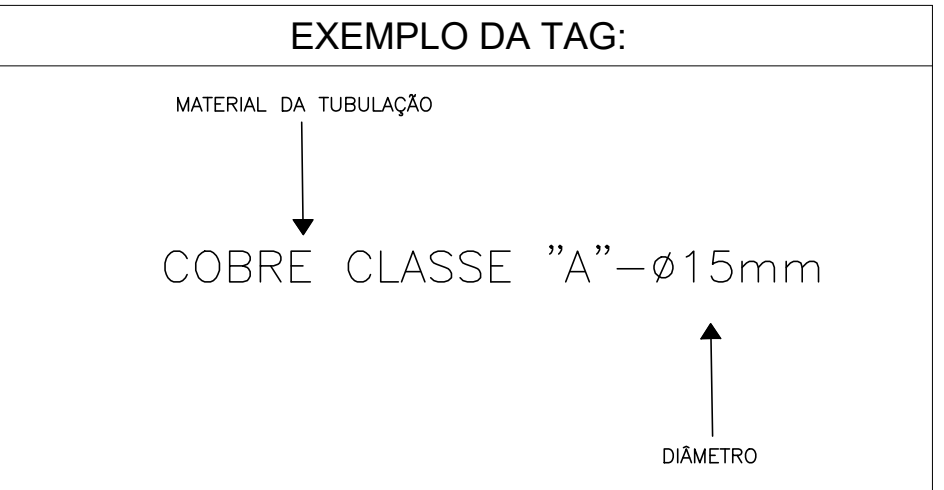 EXEMPLO DA TAG:
MATERIAL DA TUBULAÇÃO
COBRE CLASSE "A"-ø15mm
DIÂMETRO